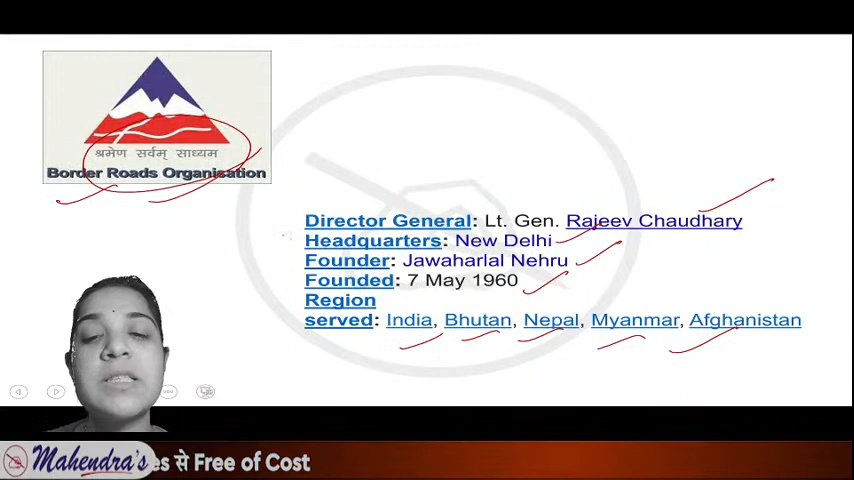 श्रमेण सर्वम् साध्यम
Border Roads Organisation
Director General: Lt. Gen. Rajeev Chaudhary
Headquarters: New Delhi
Founder: Jawaharlal Nehru
Founded: 7 May 1960
Region
served: India, Bhutan, Nepal, Myanmar, Afghanistan
Mahendra's es से Free of Cost